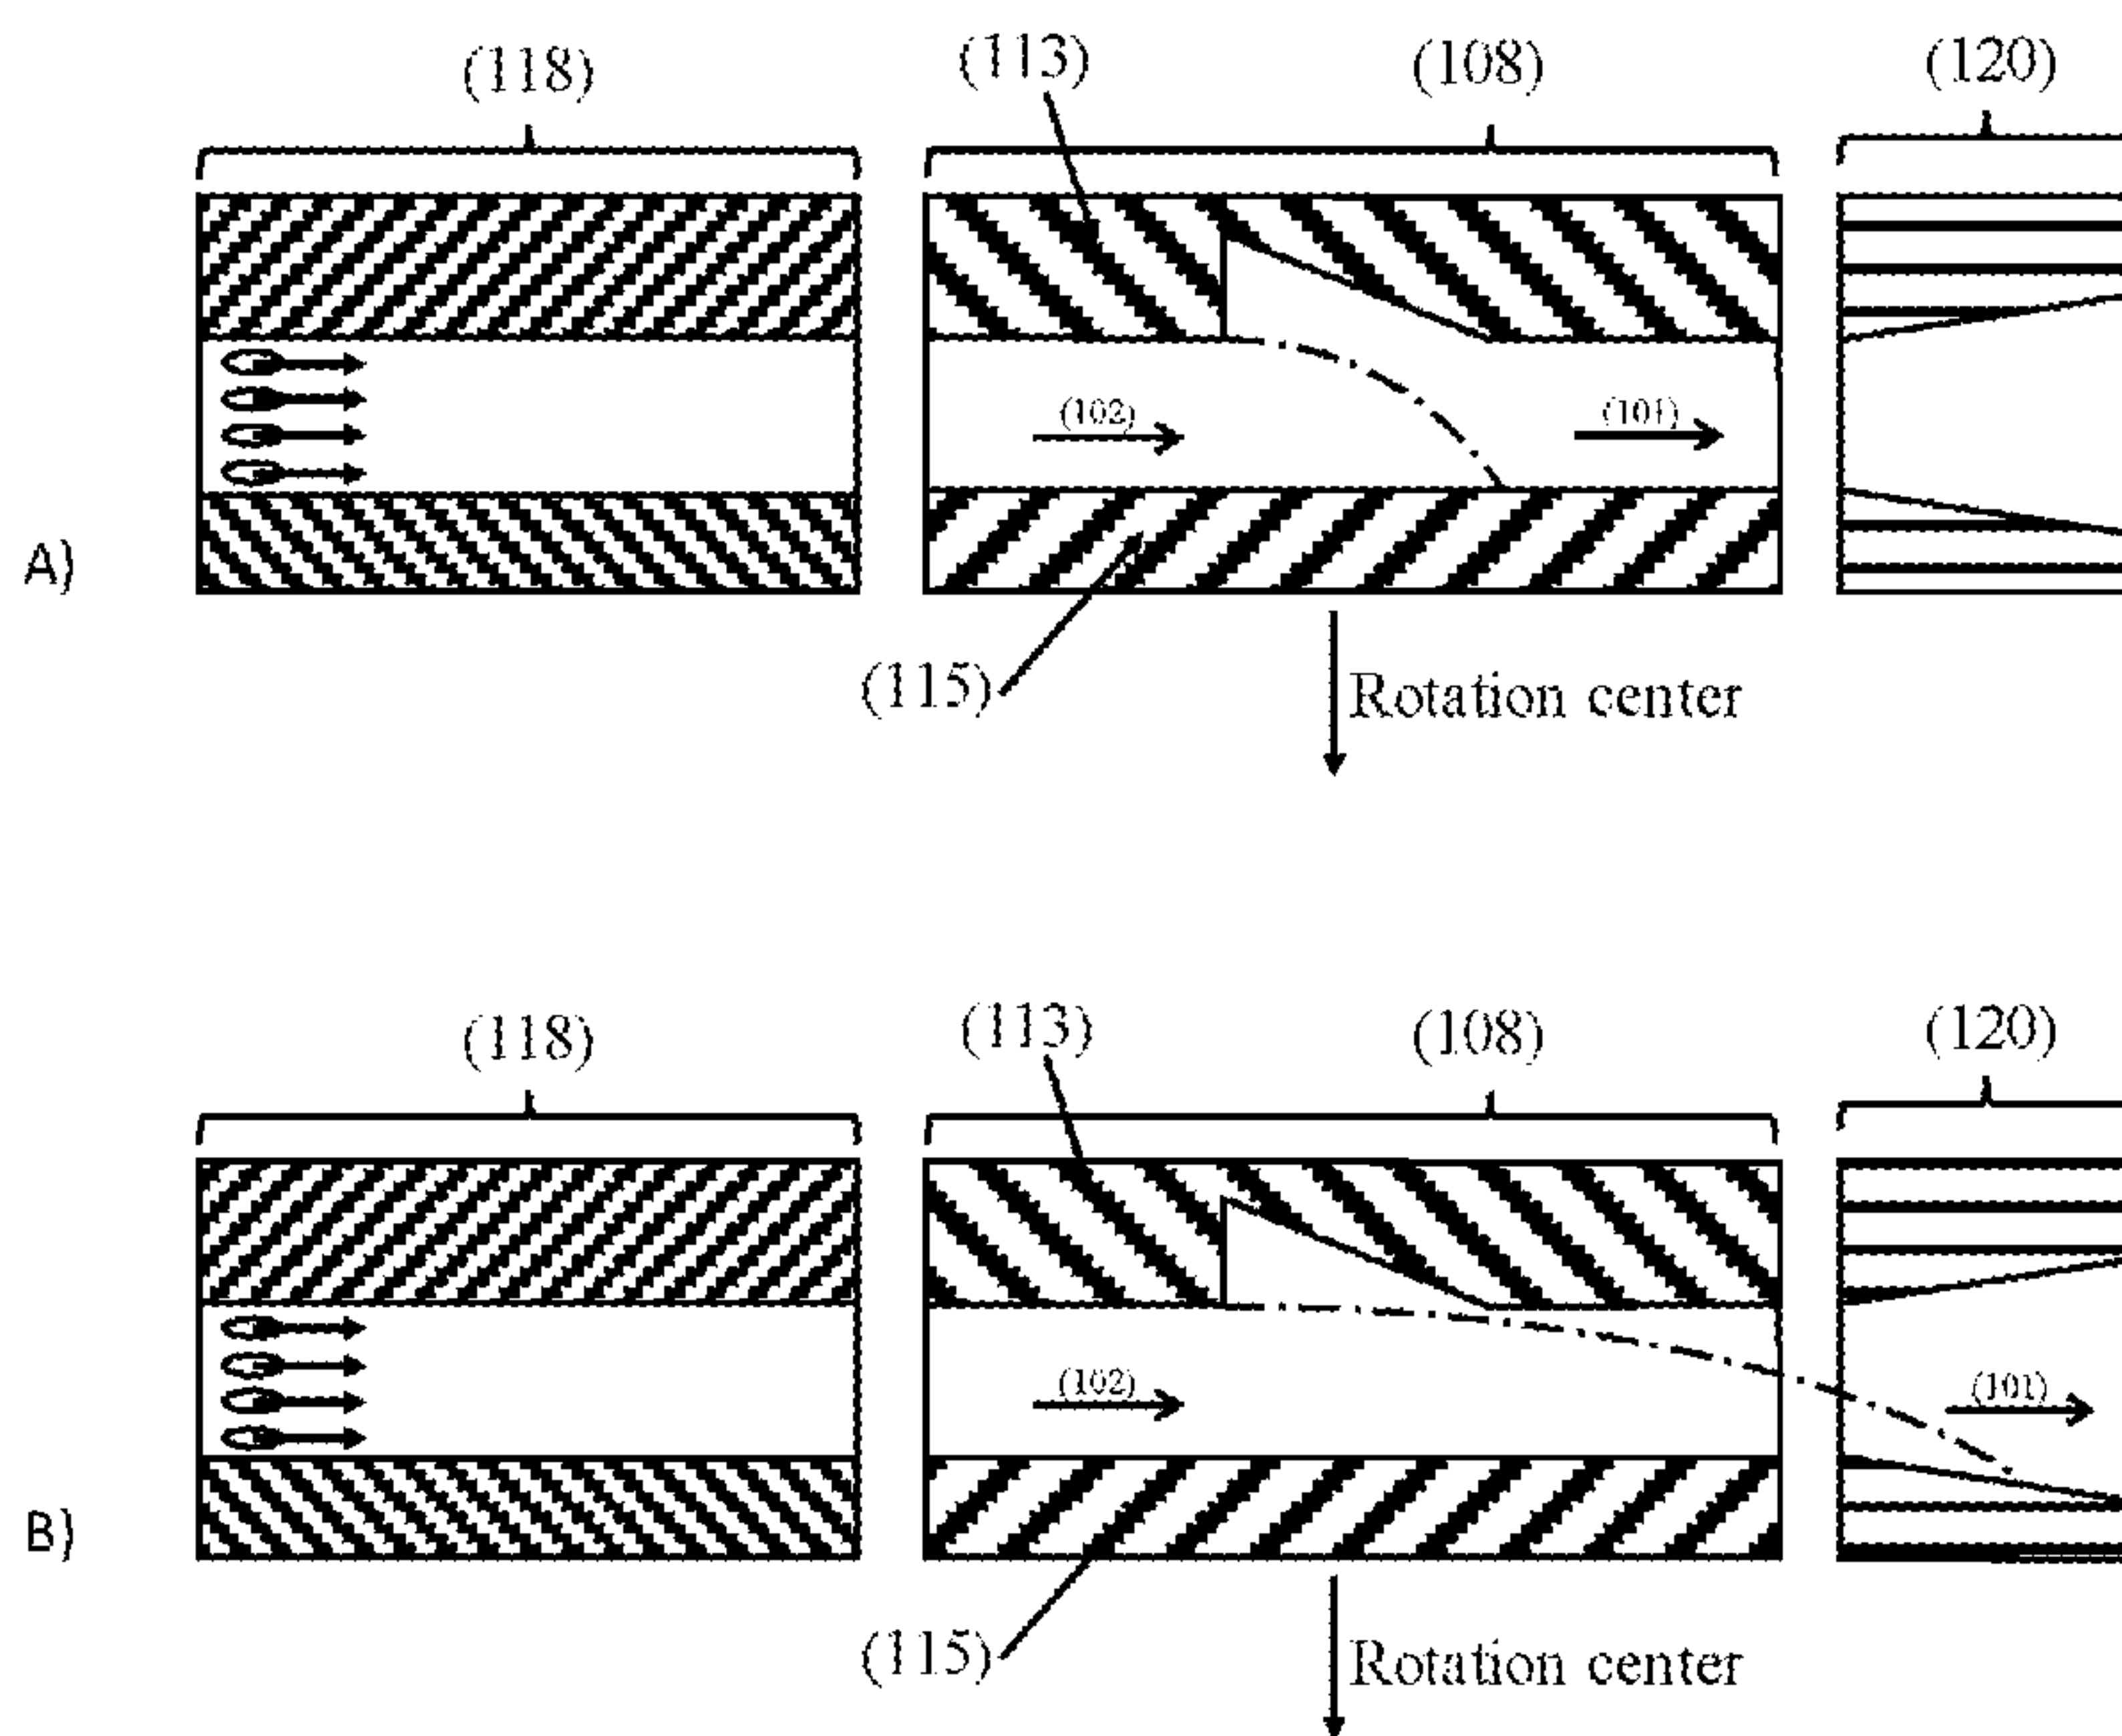 (118) (113) (108) (120)
(102) (101)
A)
(115)
Rotation center
(118) (113) (108) (120)
(102) (101)
B)
(115)
Rotation center